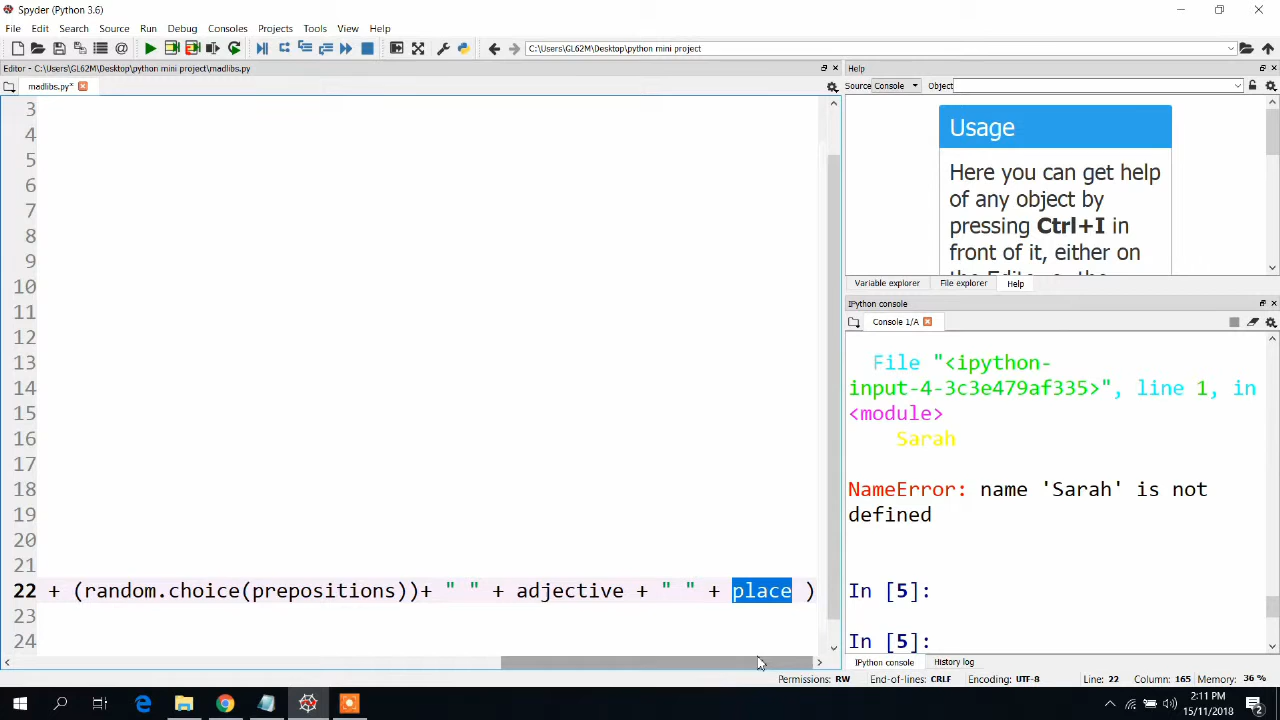 Spyder (Python 3.6)
File Edit Search Source Run Debug Consoles Projects Tools View Help
C:\Users\GL62M\Desktop\python mini project
Editor - C:\Users\GL62M\Desktop\python mini project\madlibs.py
madlibs.py*
3
4
5
6
7
8
9
10
11
12
13
14
15
16
17
18
19
20
21
22 + (random.choice(prepositions))+ " " + adjective + " " + place )
23
24
Help
Source Console Object
Usage
Here you can get help
of any object by
pressing Ctrl+I in
front of it, either on
the Editor or the
Variable explorer File explorer Help
IPython console
Console 1/A
File "<ipython-
input-4-3c3e479af335>", line 1, in
<module>
Sarah
NameError: name 'Sarah' is not
defined
In [5]:
In [5]:
IPython console History log
Permissions: RW End-of-lines: CRLF Encoding: UTF-8 Line: 22 Column: 165 Memory: 36 %
2:11 PM
15/11/2018
2